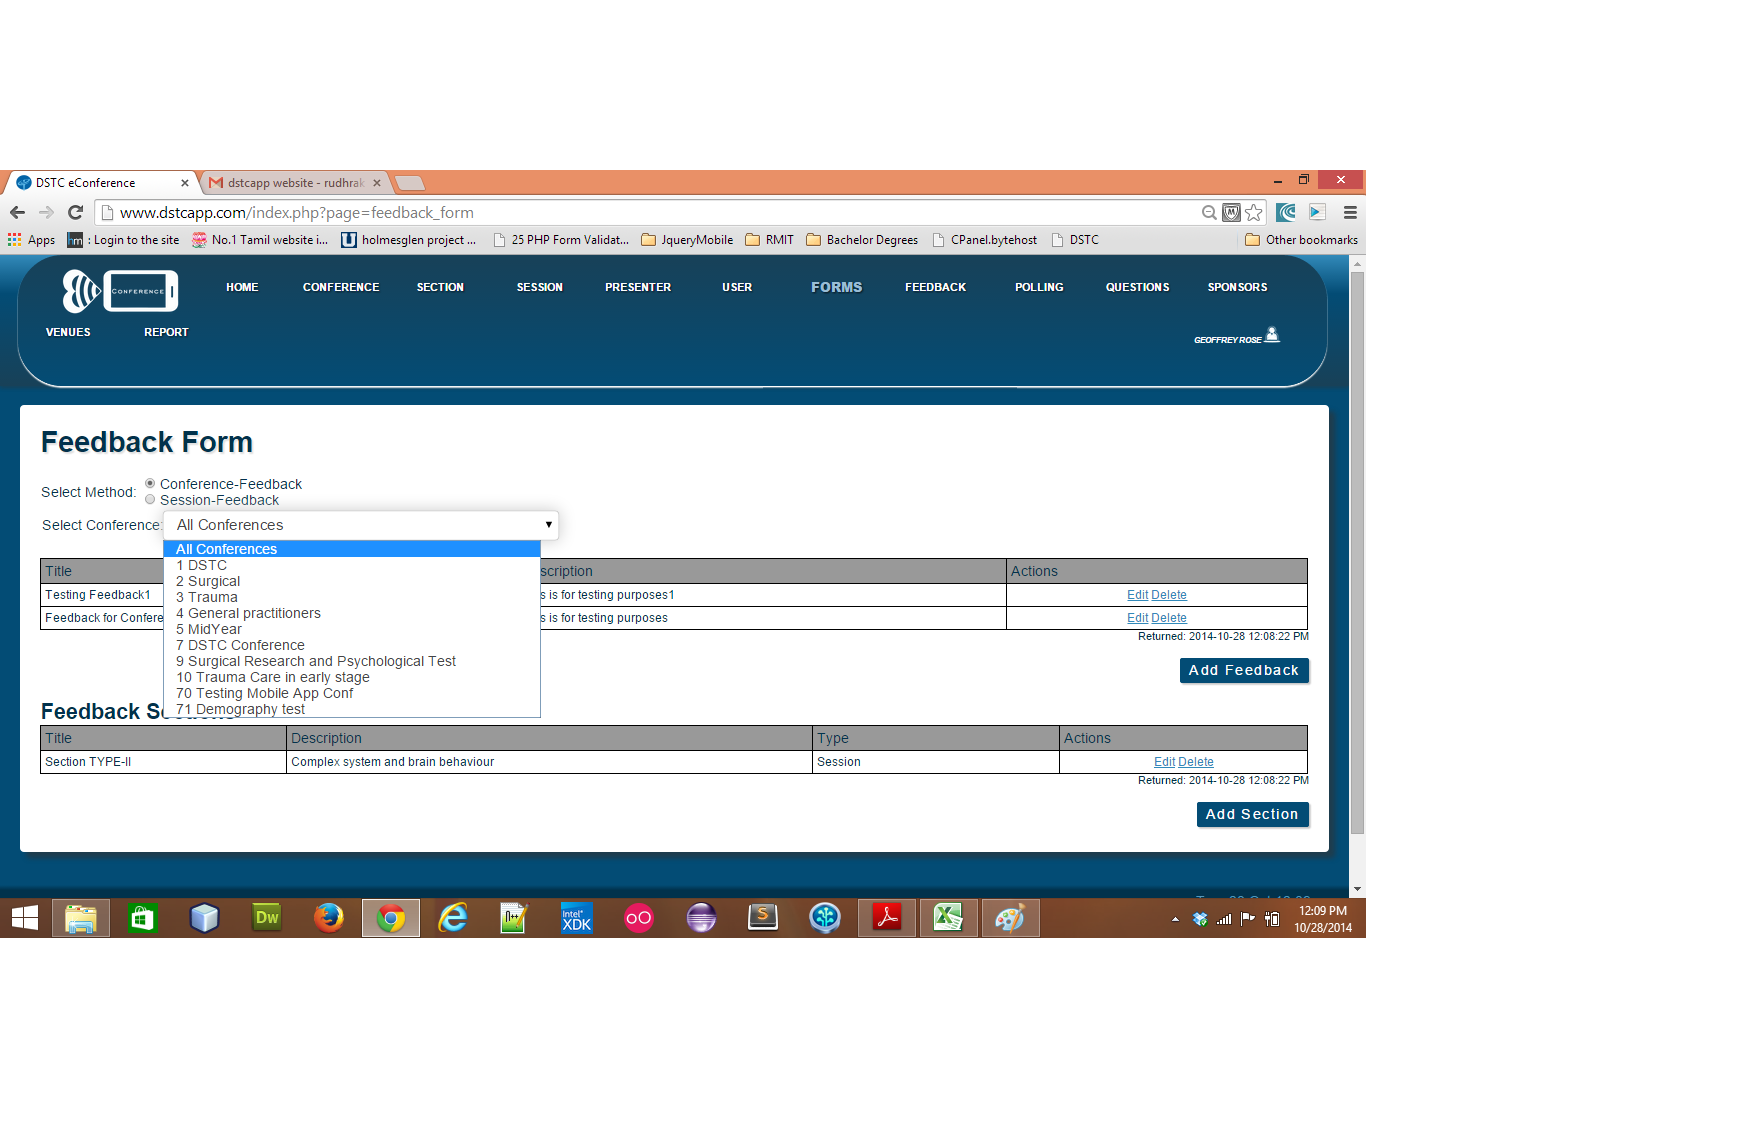 DSTC eConference
dstcapp website - rudhrak
www.dstcapp.com/index.php?page=feedback_form
Apps
hm : Login to the site
No.1 Tamil website i...
holmesglen project ...
25 PHP Form Validat...
JqueryMobile
RMIT
Bachelor Degrees
CPanel.bytehost
DSTC
Other bookmarks
CONFERENCE
HOME CONFERENCE SECTION SESSION PRESENTER USER FORMS FEEDBACK POLLING QUESTIONS SPONSORS
VENUES REPORT
GEOFFREY ROSE
Feedback Form
Select Method:
Conference-Feedback
Session-Feedback
Select Conference:
All Conferences
All Conferences
1 DSTC
2 Surgical
3 Trauma
4 General practitioners
5 MidYear
7 DSTC Conference
9 Surgical Research and Psychological Test
10 Trauma Care in early stage
70 Testing Mobile App Conf
71 Demography test
Title scription Actions
Testing Feedback1 s is for testing purposes1 Edit Delete
Feedback for Confere s is for testing purposes Edit Delete
Returned: 2014-10-28 12:08:22 PM
Add Feedback
Feedback
Title Description Type Actions
Section TYPE-II Complex system and brain behaviour Session Edit Delete
Returned: 2014-10-28 12:08:22 PM
Add Section
Dw
n++
intel XDK
S
12:09 PM
10/28/2014